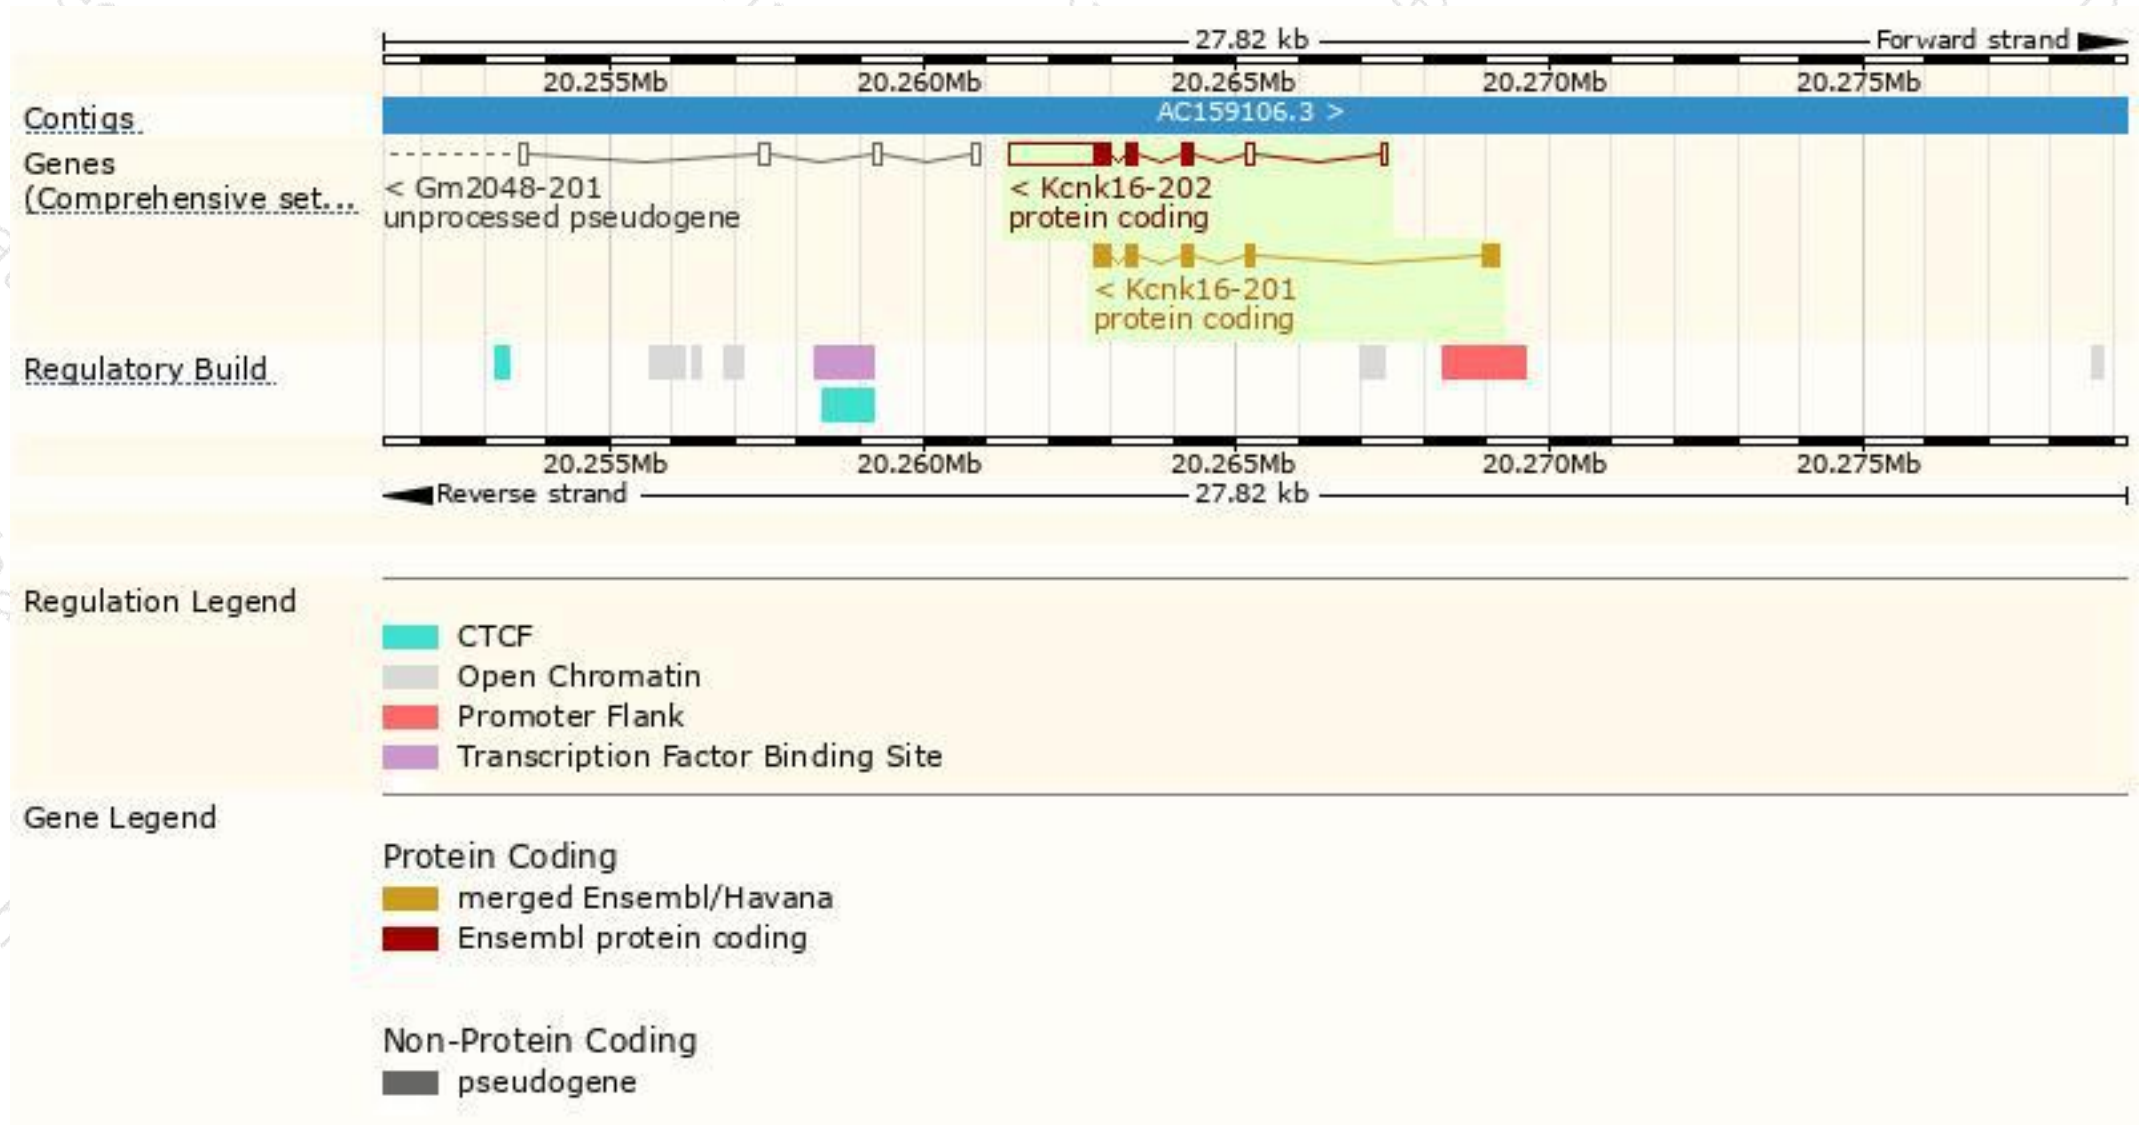 27.82 kb Forward strand
20.255Mb 20.260Mb 20.265Mb 20.270Mb 20.275Mb
Contigs AC159106.3 >
Genes
(Comprehensive set...
< Gm2048-201
unprocessed pseudogene
< Kcnk16-202
protein coding
< Kcnk16-201
protein coding
Regulatory Build
20.255Mb 20.260Mb 20.265Mb 20.270Mb 20.275Mb
Reverse strand 27.82 kb
Regulation Legend
CTCF
Open Chromatin
Promoter Flank
Transcription Factor Binding Site
Gene Legend
Protein Coding
merged Ensembl/Havana
Ensembl protein coding
Non-Protein Coding
pseudogene